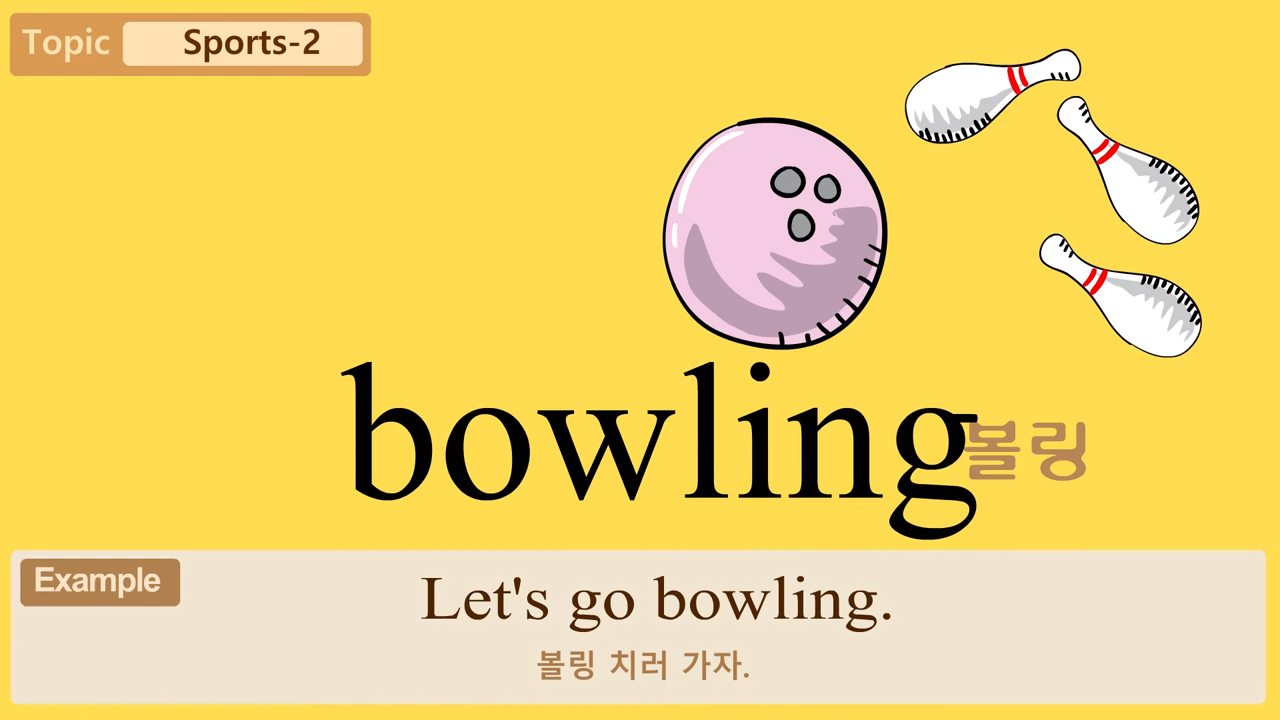 Topic Sports-2
bowling 볼링
Example
Let's go bowling.
볼링 치러 가자.